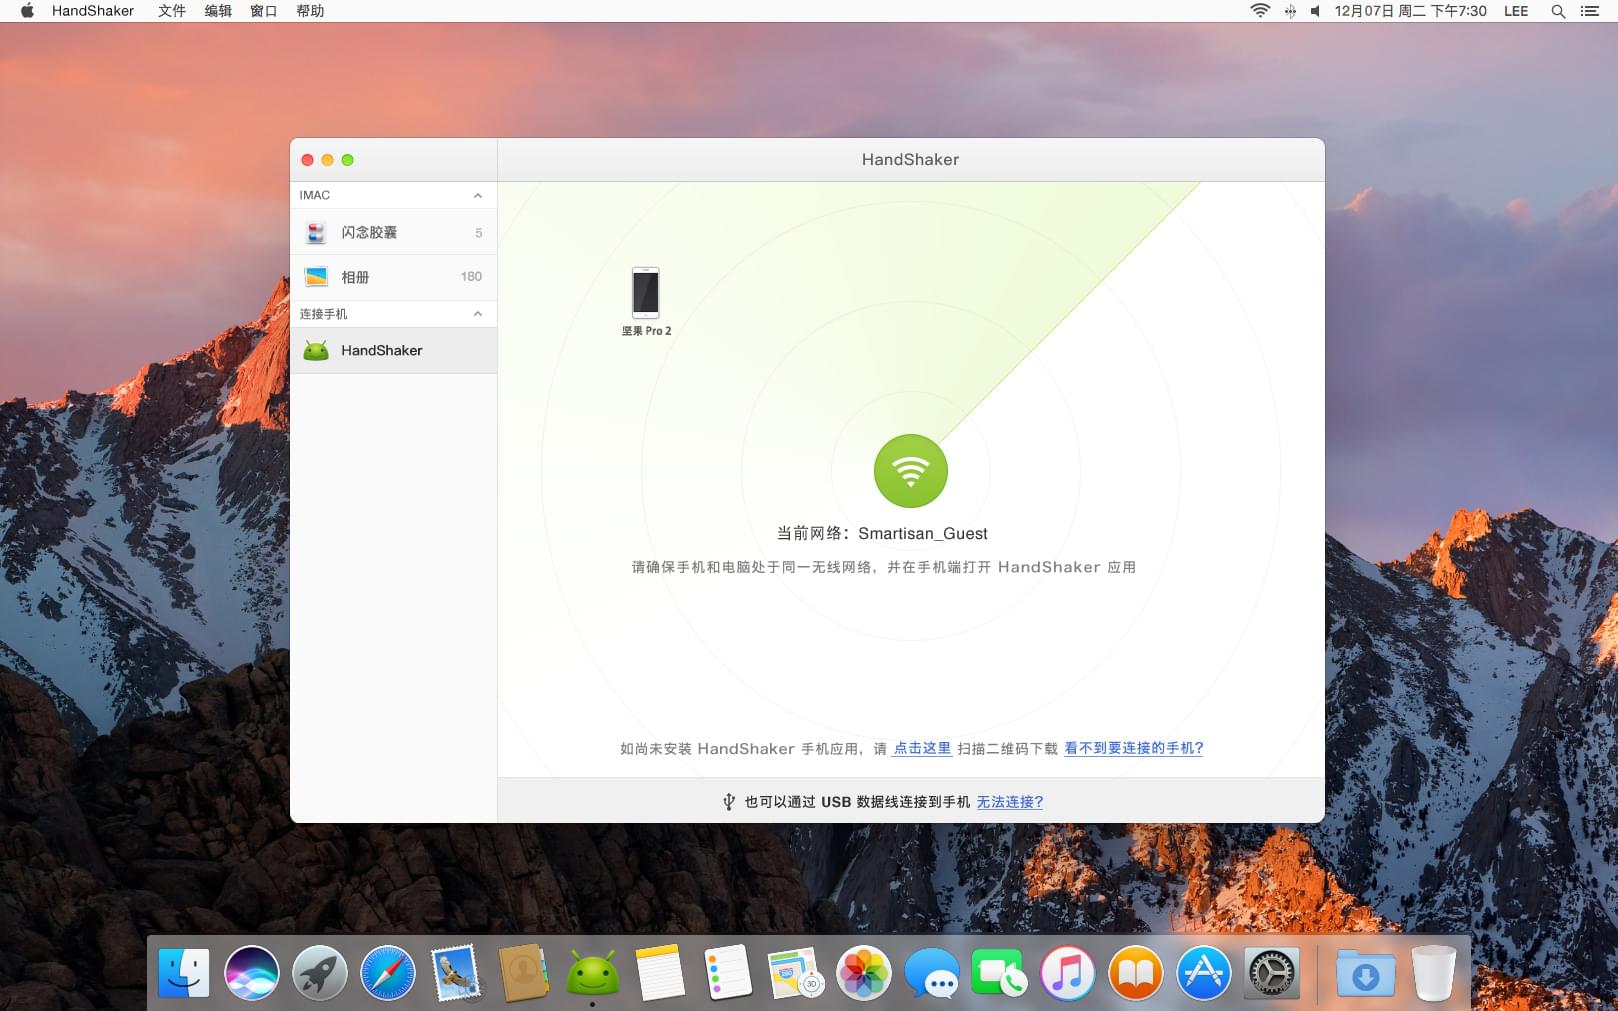 HandShaker 文件 编辑 窗口 帮助 12月07日 周二 下午7:30 LEE
HandShaker
IMAC
闪念胶囊 5
相册 180
连接手机
HandShaker
坚果 Pro 2
当前网络：Smartisan_Guest
请确保手机和电脑处于同一无线网络，并在手机端打开 HandShaker 应用
如尚未安装 HandShaker 手机应用，请 点击这里 扫描二维码下载 看不到要连接的手机?
也可以通过 USB 数据线连接到手机 无法连接?
280
3D